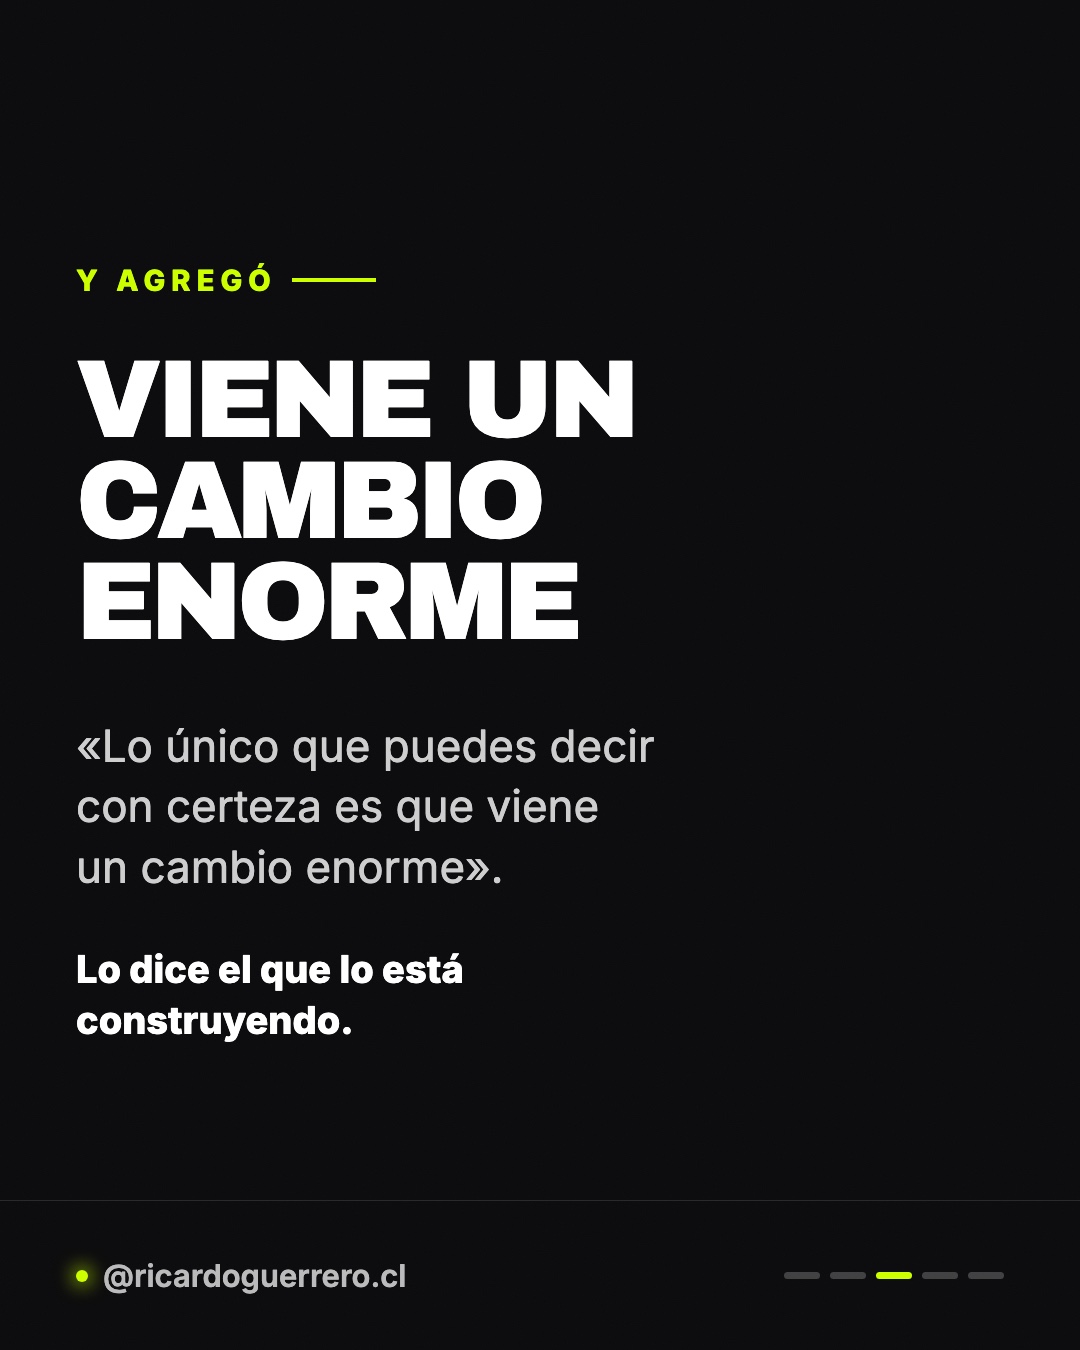 Y AGREGÓ
VIENE UN
CAMBIO
ENORME
«Lo único que puedes decir
con certeza es que viene
un cambio enorme».
Lo dice el que lo está
construyendo.
@ricardoguerrero.cl